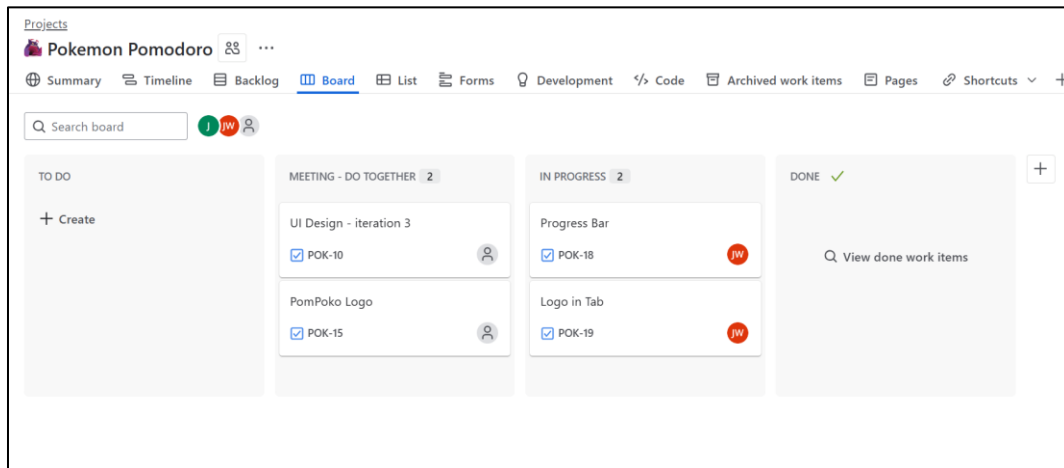 Projects
Pokemon Pomodoro
Summary Timeline Backlog Board List Forms Development </> Code Archived work items Pages Shortcuts
Search board
J JW
TO DO
+ Create
MEETING - DO TOGETHER 2
UI Design - iteration 3
POK-10
PomPoko Logo
POK-15
IN PROGRESS 2
Progress Bar
POK-18 JW
Logo in Tab
POK-19 JW
DONE
View done work items